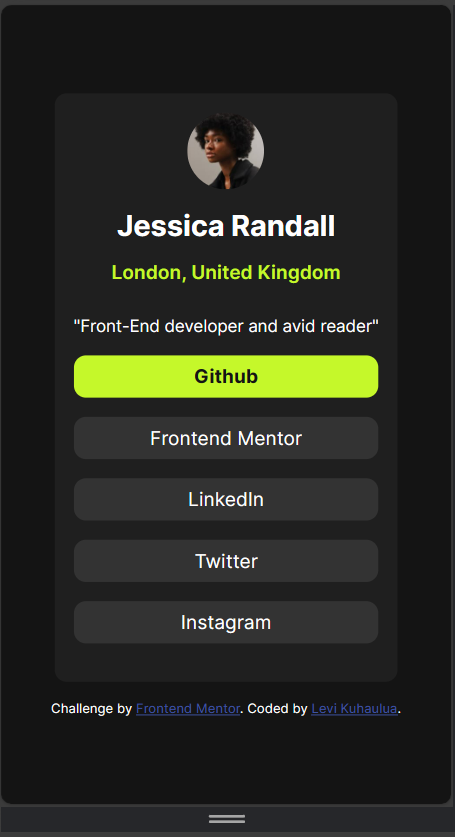 Jessica Randall
London, United Kingdom
"Front-End developer and avid reader"
Github
Frontend Mentor
LinkedIn
Twitter
Instagram
Challenge by Frontend Mentor. Coded by Levi Kuhaulua.